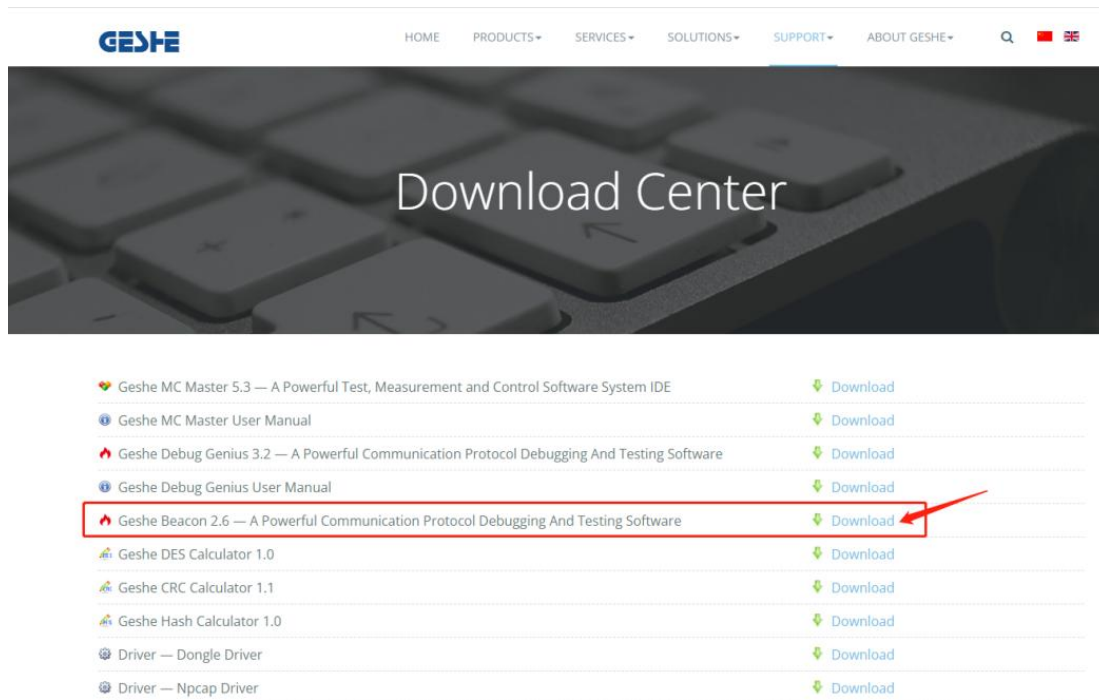 GESHE
HOME PRODUCTS SERVICES SOLUTIONS SUPPORT ABOUT GESHE
Download Center
Geshe MC Master 5.3 — A Powerful Test, Measurement and Control Software System IDE Download
Geshe MC Master User Manual Download
Geshe Debug Genius 3.2 — A Powerful Communication Protocol Debugging And Testing Software Download
Geshe Debug Genius User Manual Download
Geshe Beacon 2.6 — A Powerful Communication Protocol Debugging And Testing Software Download
Geshe DES Calculator 1.0 Download
Geshe CRC Calculator 1.1 Download
Geshe Hash Calculator 1.0 Download
Driver — Dongle Driver Download
Driver — Npcap Driver Download